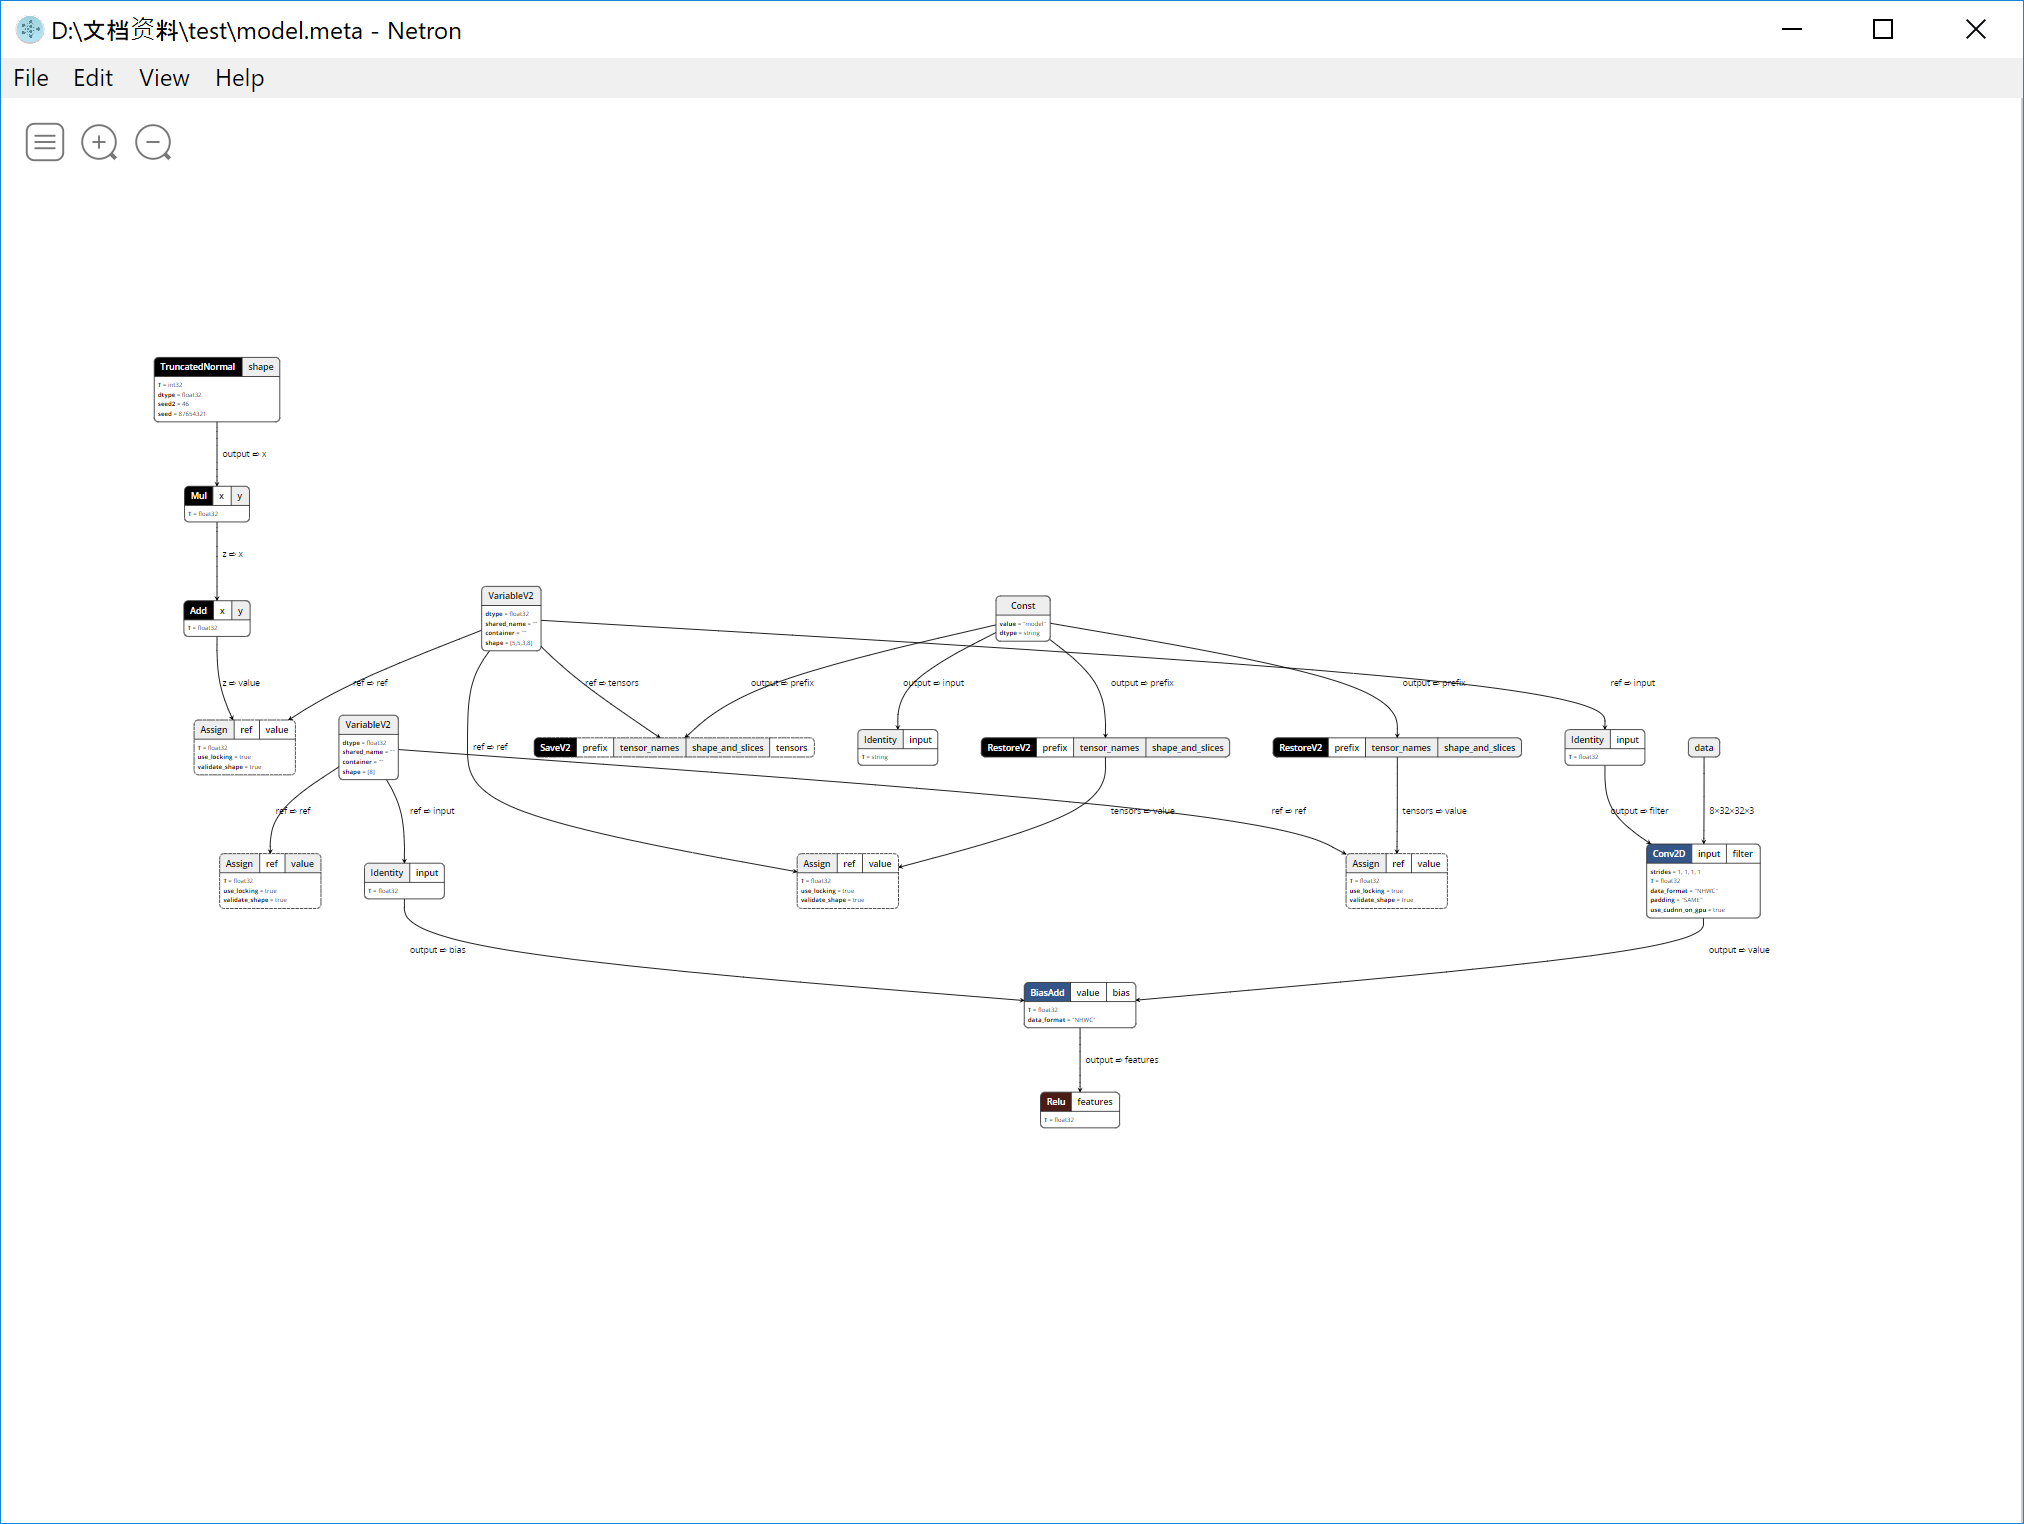 D:\文档资料\test\model.meta - Netron
File Edit View Help
TruncatedNormal shape
T = int32
dtype = float32
seed2 = 46
seed = 87654321
output ⇨ x
Mul x y
T = float32
z ⇨ x
Add x y
T = float32
VariableV2
dtype = float32
shared_name = ""
container = ""
shape = [5,5,3,8]
Const
value = "model"
dtype = string
z ⇨ value
ref ⇨ ref
ref ⇨ tensors
output ⇨ prefix
output ⇨ input
output ⇨ prefix
output ⇨ prefix
ref ⇨ input
Assign ref value
T = float32
use_locking = true
validate_shape = true
VariableV2
dtype = float32
shared_name = ""
container = ""
shape = [8]
ref ⇨ ref
SaveV2 prefix tensor_names shape_and_slices tensors
Identity input
T = string
RestoreV2 prefix tensor_names shape_and_slices
RestoreV2 prefix tensor_names shape_and_slices
Identity input
T = float32
data
ref ⇨ ref
ref ⇨ input
tensors ⇨ value
ref ⇨ ref
tensors ⇨ value
output ⇨ filter
8×32×32×3
Assign ref value
T = float32
use_locking = true
validate_shape = true
Identity input
T = float32
Assign ref value
T = float32
use_locking = true
validate_shape = true
Assign ref value
T = float32
use_locking = true
validate_shape = true
Conv2D input filter
strides = 1, 1, 1, 1
T = float32
data_format = "NHWC"
padding = "SAME"
use_cudnn_on_gpu = true
output ⇨ bias
output ⇨ value
BiasAdd value bias
T = float32
data_format = "NHWC"
output ⇨ features
Relu features
T = float32